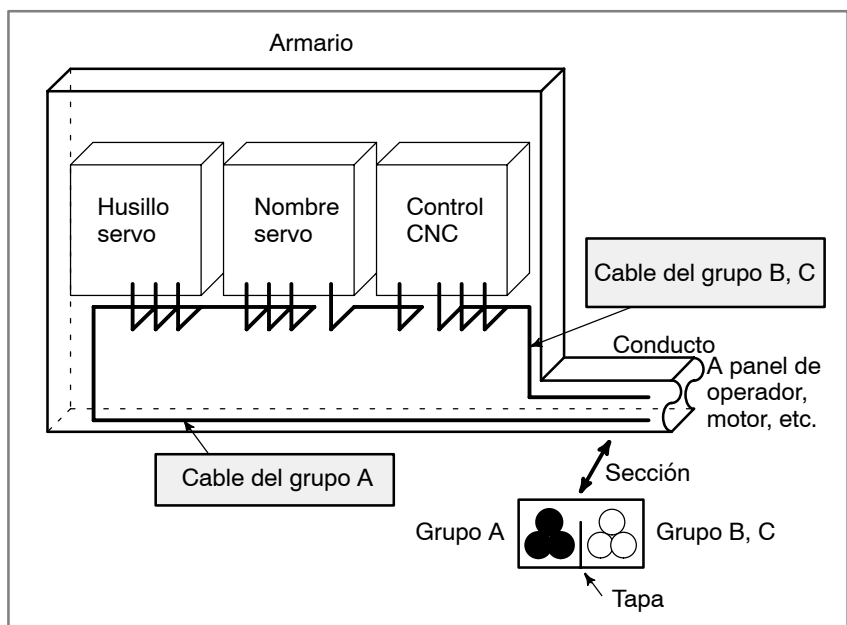 Armario
Husillo
servo
Nombre
servo
Control
CNC
Cable del grupo B, C
Conducto
A panel de
operador,
motor, etc.
Cable del grupo A
Sección
Grupo A
Grupo B, C
Tapa